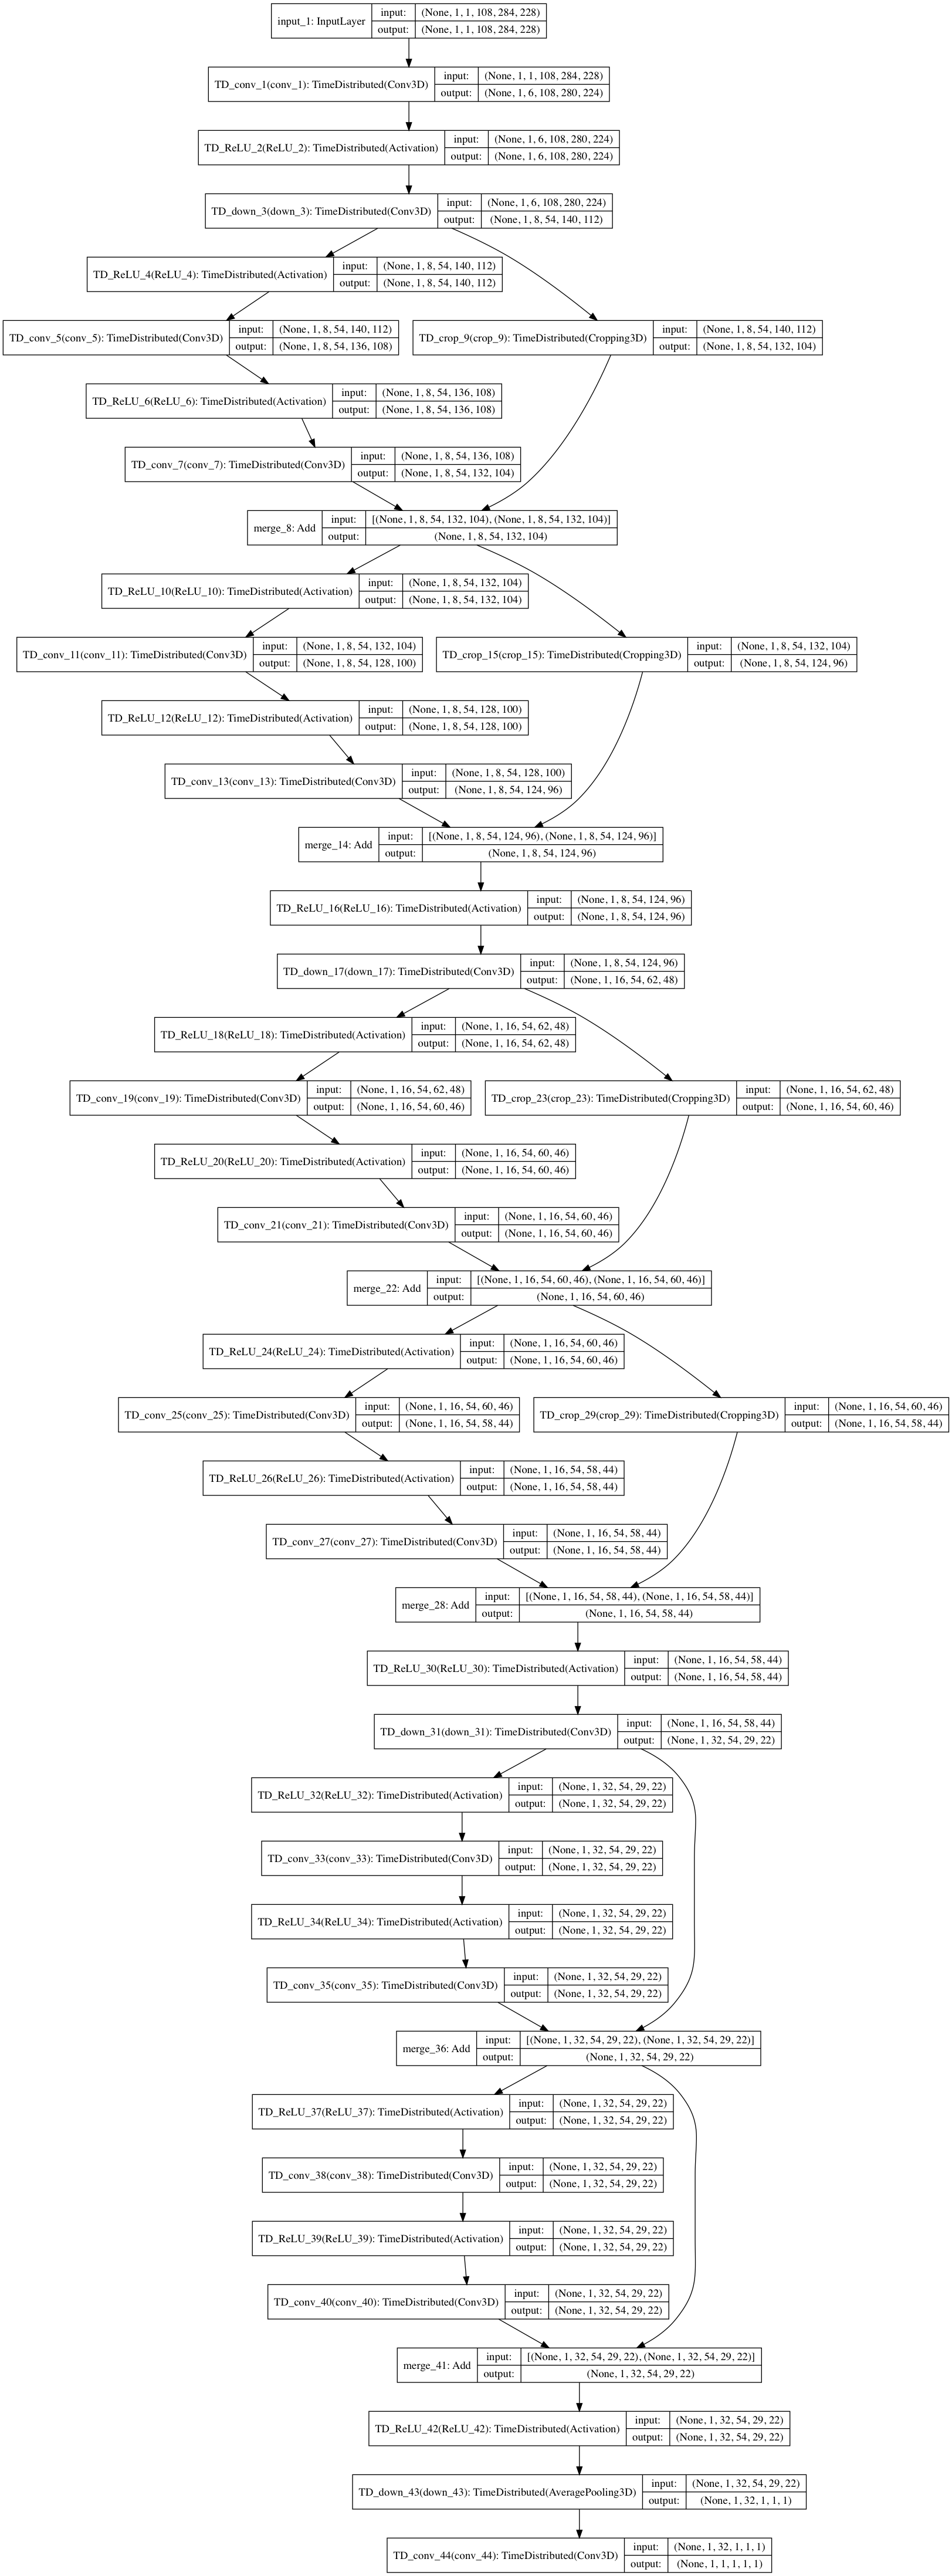 input_1: InputLayer
input: (None, 1, 1, 108, 284, 228)
output: (None, 1, 1, 108, 284, 228)
TD_conv_1(conv_1): TimeDistributed(Conv3D)
input: (None, 1, 1, 108, 284, 228)
output: (None, 1, 6, 108, 280, 224)
TD_ReLU_2(ReLU_2): TimeDistributed(Activation)
input: (None, 1, 6, 108, 280, 224)
output: (None, 1, 6, 108, 280, 224)
TD_down_3(down_3): TimeDistributed(Conv3D)
input: (None, 1, 6, 108, 280, 224)
output: (None, 1, 8, 54, 140, 112)
TD_ReLU_4(ReLU_4): TimeDistributed(Activation)
input: (None, 1, 8, 54, 140, 112)
output: (None, 1, 8, 54, 140, 112)
TD_conv_5(conv_5): TimeDistributed(Conv3D)
input: (None, 1, 8, 54, 140, 112)
output: (None, 1, 8, 54, 136, 108)
TD_crop_9(crop_9): TimeDistributed(Cropping3D)
input: (None, 1, 8, 54, 140, 112)
output: (None, 1, 8, 54, 132, 104)
TD_ReLU_6(ReLU_6): TimeDistributed(Activation)
input: (None, 1, 8, 54, 136, 108)
output: (None, 1, 8, 54, 136, 108)
TD_conv_7(conv_7): TimeDistributed(Conv3D)
input: (None, 1, 8, 54, 136, 108)
output: (None, 1, 8, 54, 132, 104)
merge_8: Add
input: [(None, 1, 8, 54, 132, 104), (None, 1, 8, 54, 132, 104)]
output: (None, 1, 8, 54, 132, 104)
TD_ReLU_10(ReLU_10): TimeDistributed(Activation)
input: (None, 1, 8, 54, 132, 104)
output: (None, 1, 8, 54, 132, 104)
TD_conv_11(conv_11): TimeDistributed(Conv3D)
input: (None, 1, 8, 54, 132, 104)
output: (None, 1, 8, 54, 128, 100)
TD_crop_15(crop_15): TimeDistributed(Cropping3D)
input: (None, 1, 8, 54, 132, 104)
output: (None, 1, 8, 54, 124, 96)
TD_ReLU_12(ReLU_12): TimeDistributed(Activation)
input: (None, 1, 8, 54, 128, 100)
output: (None, 1, 8, 54, 128, 100)
TD_conv_13(conv_13): TimeDistributed(Conv3D)
input: (None, 1, 8, 54, 128, 100)
output: (None, 1, 8, 54, 124, 96)
merge_14: Add
input: [(None, 1, 8, 54, 124, 96), (None, 1, 8, 54, 124, 96)]
output: (None, 1, 8, 54, 124, 96)
TD_ReLU_16(ReLU_16): TimeDistributed(Activation)
input: (None, 1, 8, 54, 124, 96)
output: (None, 1, 8, 54, 124, 96)
TD_down_17(down_17): TimeDistributed(Conv3D)
input: (None, 1, 8, 54, 124, 96)
output: (None, 1, 16, 54, 62, 48)
TD_ReLU_18(ReLU_18): TimeDistributed(Activation)
input: (None, 1, 16, 54, 62, 48)
output: (None, 1, 16, 54, 62, 48)
TD_conv_19(conv_19): TimeDistributed(Conv3D)
input: (None, 1, 16, 54, 62, 48)
output: (None, 1, 16, 54, 60, 46)
TD_crop_23(crop_23): TimeDistributed(Cropping3D)
input: (None, 1, 16, 54, 62, 48)
output: (None, 1, 16, 54, 60, 46)
TD_ReLU_20(ReLU_20): TimeDistributed(Activation)
input: (None, 1, 16, 54, 60, 46)
output: (None, 1, 16, 54, 60, 46)
TD_conv_21(conv_21): TimeDistributed(Conv3D)
input: (None, 1, 16, 54, 60, 46)
output: (None, 1, 16, 54, 60, 46)
merge_22: Add
input: [(None, 1, 16, 54, 60, 46), (None, 1, 16, 54, 60, 46)]
output: (None, 1, 16, 54, 60, 46)
TD_ReLU_24(ReLU_24): TimeDistributed(Activation)
input: (None, 1, 16, 54, 60, 46)
output: (None, 1, 16, 54, 60, 46)
TD_conv_25(conv_25): TimeDistributed(Conv3D)
input: (None, 1, 16, 54, 60, 46)
output: (None, 1, 16, 54, 58, 44)
TD_crop_29(crop_29): TimeDistributed(Cropping3D)
input: (None, 1, 16, 54, 60, 46)
output: (None, 1, 16, 54, 58, 44)
TD_ReLU_26(ReLU_26): TimeDistributed(Activation)
input: (None, 1, 16, 54, 58, 44)
output: (None, 1, 16, 54, 58, 44)
TD_conv_27(conv_27): TimeDistributed(Conv3D)
input: (None, 1, 16, 54, 58, 44)
output: (None, 1, 16, 54, 58, 44)
merge_28: Add
input: [(None, 1, 16, 54, 58, 44), (None, 1, 16, 54, 58, 44)]
output: (None, 1, 16, 54, 58, 44)
TD_ReLU_30(ReLU_30): TimeDistributed(Activation)
input: (None, 1, 16, 54, 58, 44)
output: (None, 1, 16, 54, 58, 44)
TD_down_31(down_31): TimeDistributed(Conv3D)
input: (None, 1, 16, 54, 58, 44)
output: (None, 1, 32, 54, 29, 22)
TD_ReLU_32(ReLU_32): TimeDistributed(Activation)
input: (None, 1, 32, 54, 29, 22)
output: (None, 1, 32, 54, 29, 22)
TD_conv_33(conv_33): TimeDistributed(Conv3D)
input: (None, 1, 32, 54, 29, 22)
output: (None, 1, 32, 54, 29, 22)
TD_ReLU_34(ReLU_34): TimeDistributed(Activation)
input: (None, 1, 32, 54, 29, 22)
output: (None, 1, 32, 54, 29, 22)
TD_conv_35(conv_35): TimeDistributed(Conv3D)
input: (None, 1, 32, 54, 29, 22)
output: (None, 1, 32, 54, 29, 22)
merge_36: Add
input: [(None, 1, 32, 54, 29, 22), (None, 1, 32, 54, 29, 22)]
output: (None, 1, 32, 54, 29, 22)
TD_ReLU_37(ReLU_37): TimeDistributed(Activation)
input: (None, 1, 32, 54, 29, 22)
output: (None, 1, 32, 54, 29, 22)
TD_conv_38(conv_38): TimeDistributed(Conv3D)
input: (None, 1, 32, 54, 29, 22)
output: (None, 1, 32, 54, 29, 22)
TD_ReLU_39(ReLU_39): TimeDistributed(Activation)
input: (None, 1, 32, 54, 29, 22)
output: (None, 1, 32, 54, 29, 22)
TD_conv_40(conv_40): TimeDistributed(Conv3D)
input: (None, 1, 32, 54, 29, 22)
output: (None, 1, 32, 54, 29, 22)
merge_41: Add
input: [(None, 1, 32, 54, 29, 22), (None, 1, 32, 54, 29, 22)]
output: (None, 1, 32, 54, 29, 22)
TD_ReLU_42(ReLU_42): TimeDistributed(Activation)
input: (None, 1, 32, 54, 29, 22)
output: (None, 1, 32, 54, 29, 22)
TD_down_43(down_43): TimeDistributed(AveragePooling3D)
input: (None, 1, 32, 54, 29, 22)
output: (None, 1, 32, 1, 1, 1)
TD_conv_44(conv_44): TimeDistributed(Conv3D)
input: (None, 1, 32, 1, 1, 1)
output: (None, 1, 1, 1, 1, 1)